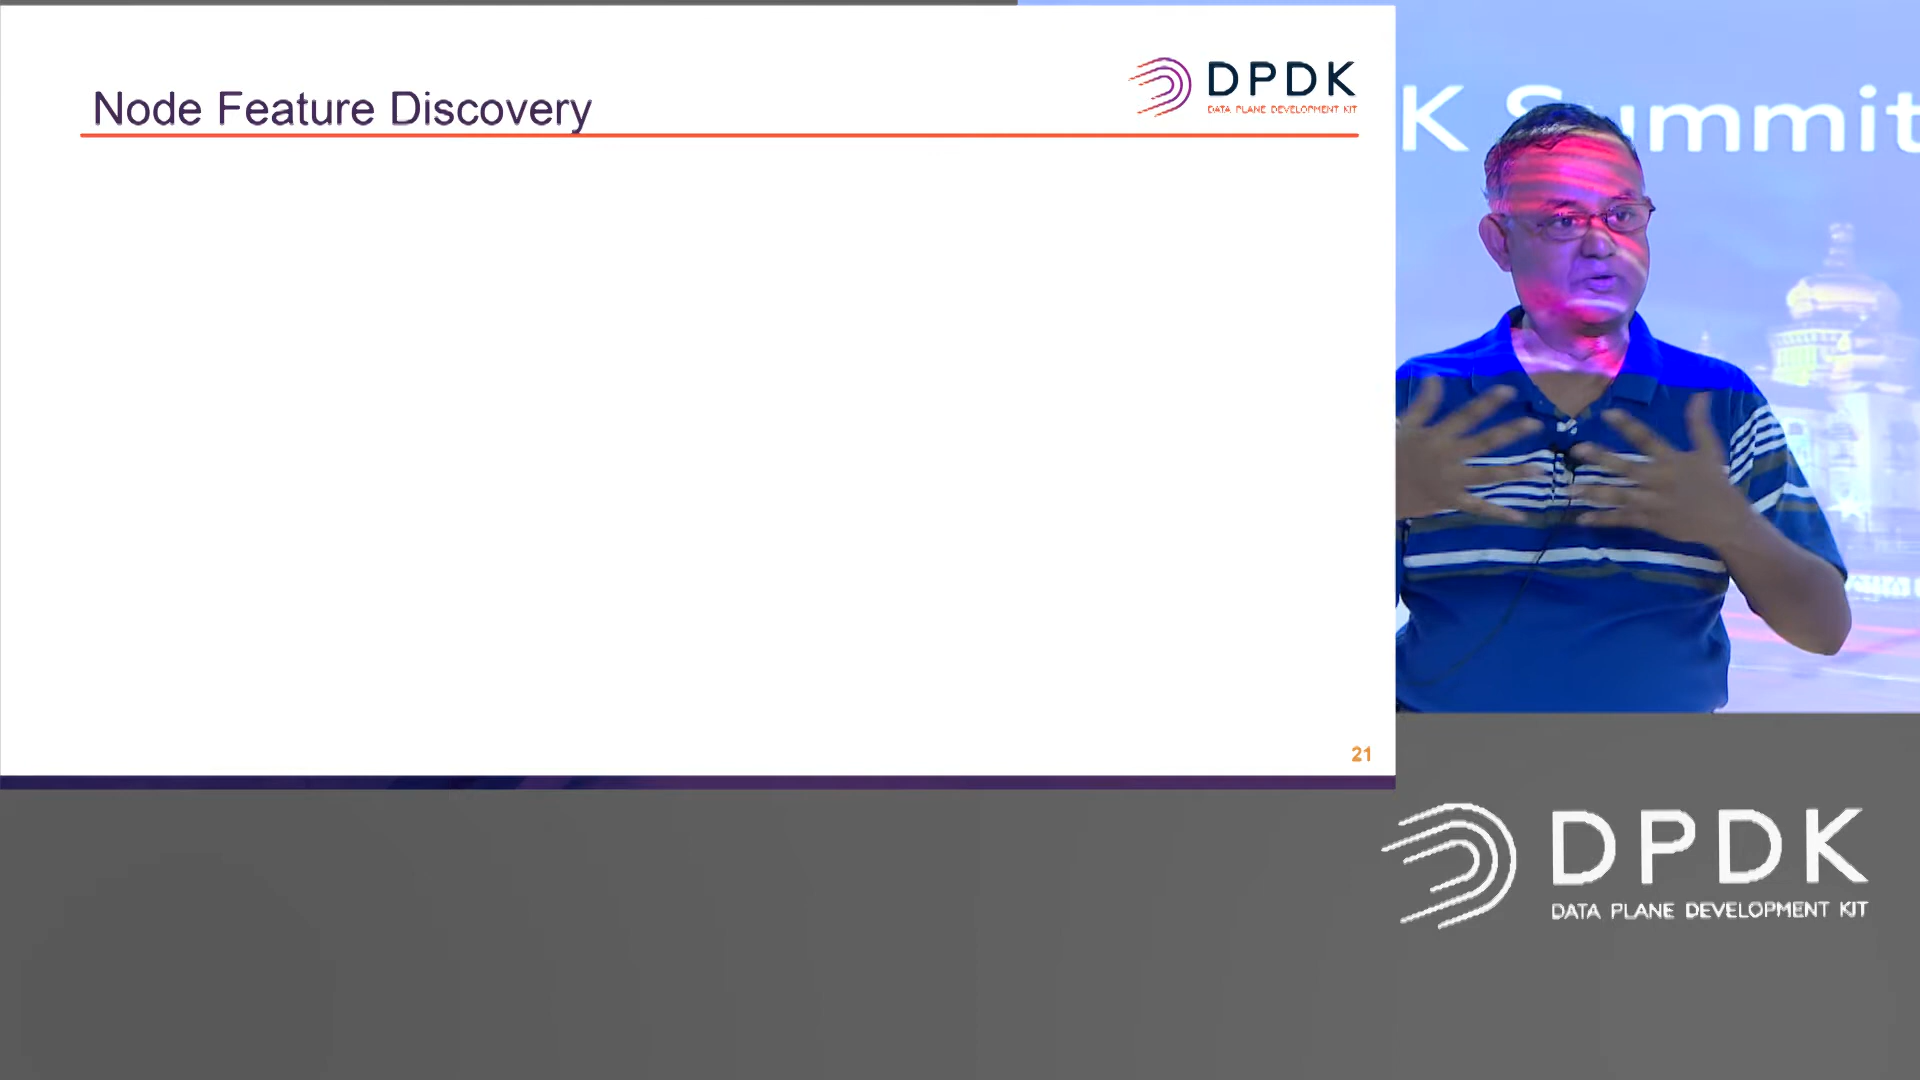 Node Feature Discovery
DPDK
DATA PLANE DEVELOPMENT KIT
K Summit
21
DPDK
DATA PLANE DEVELOPMENT KIT